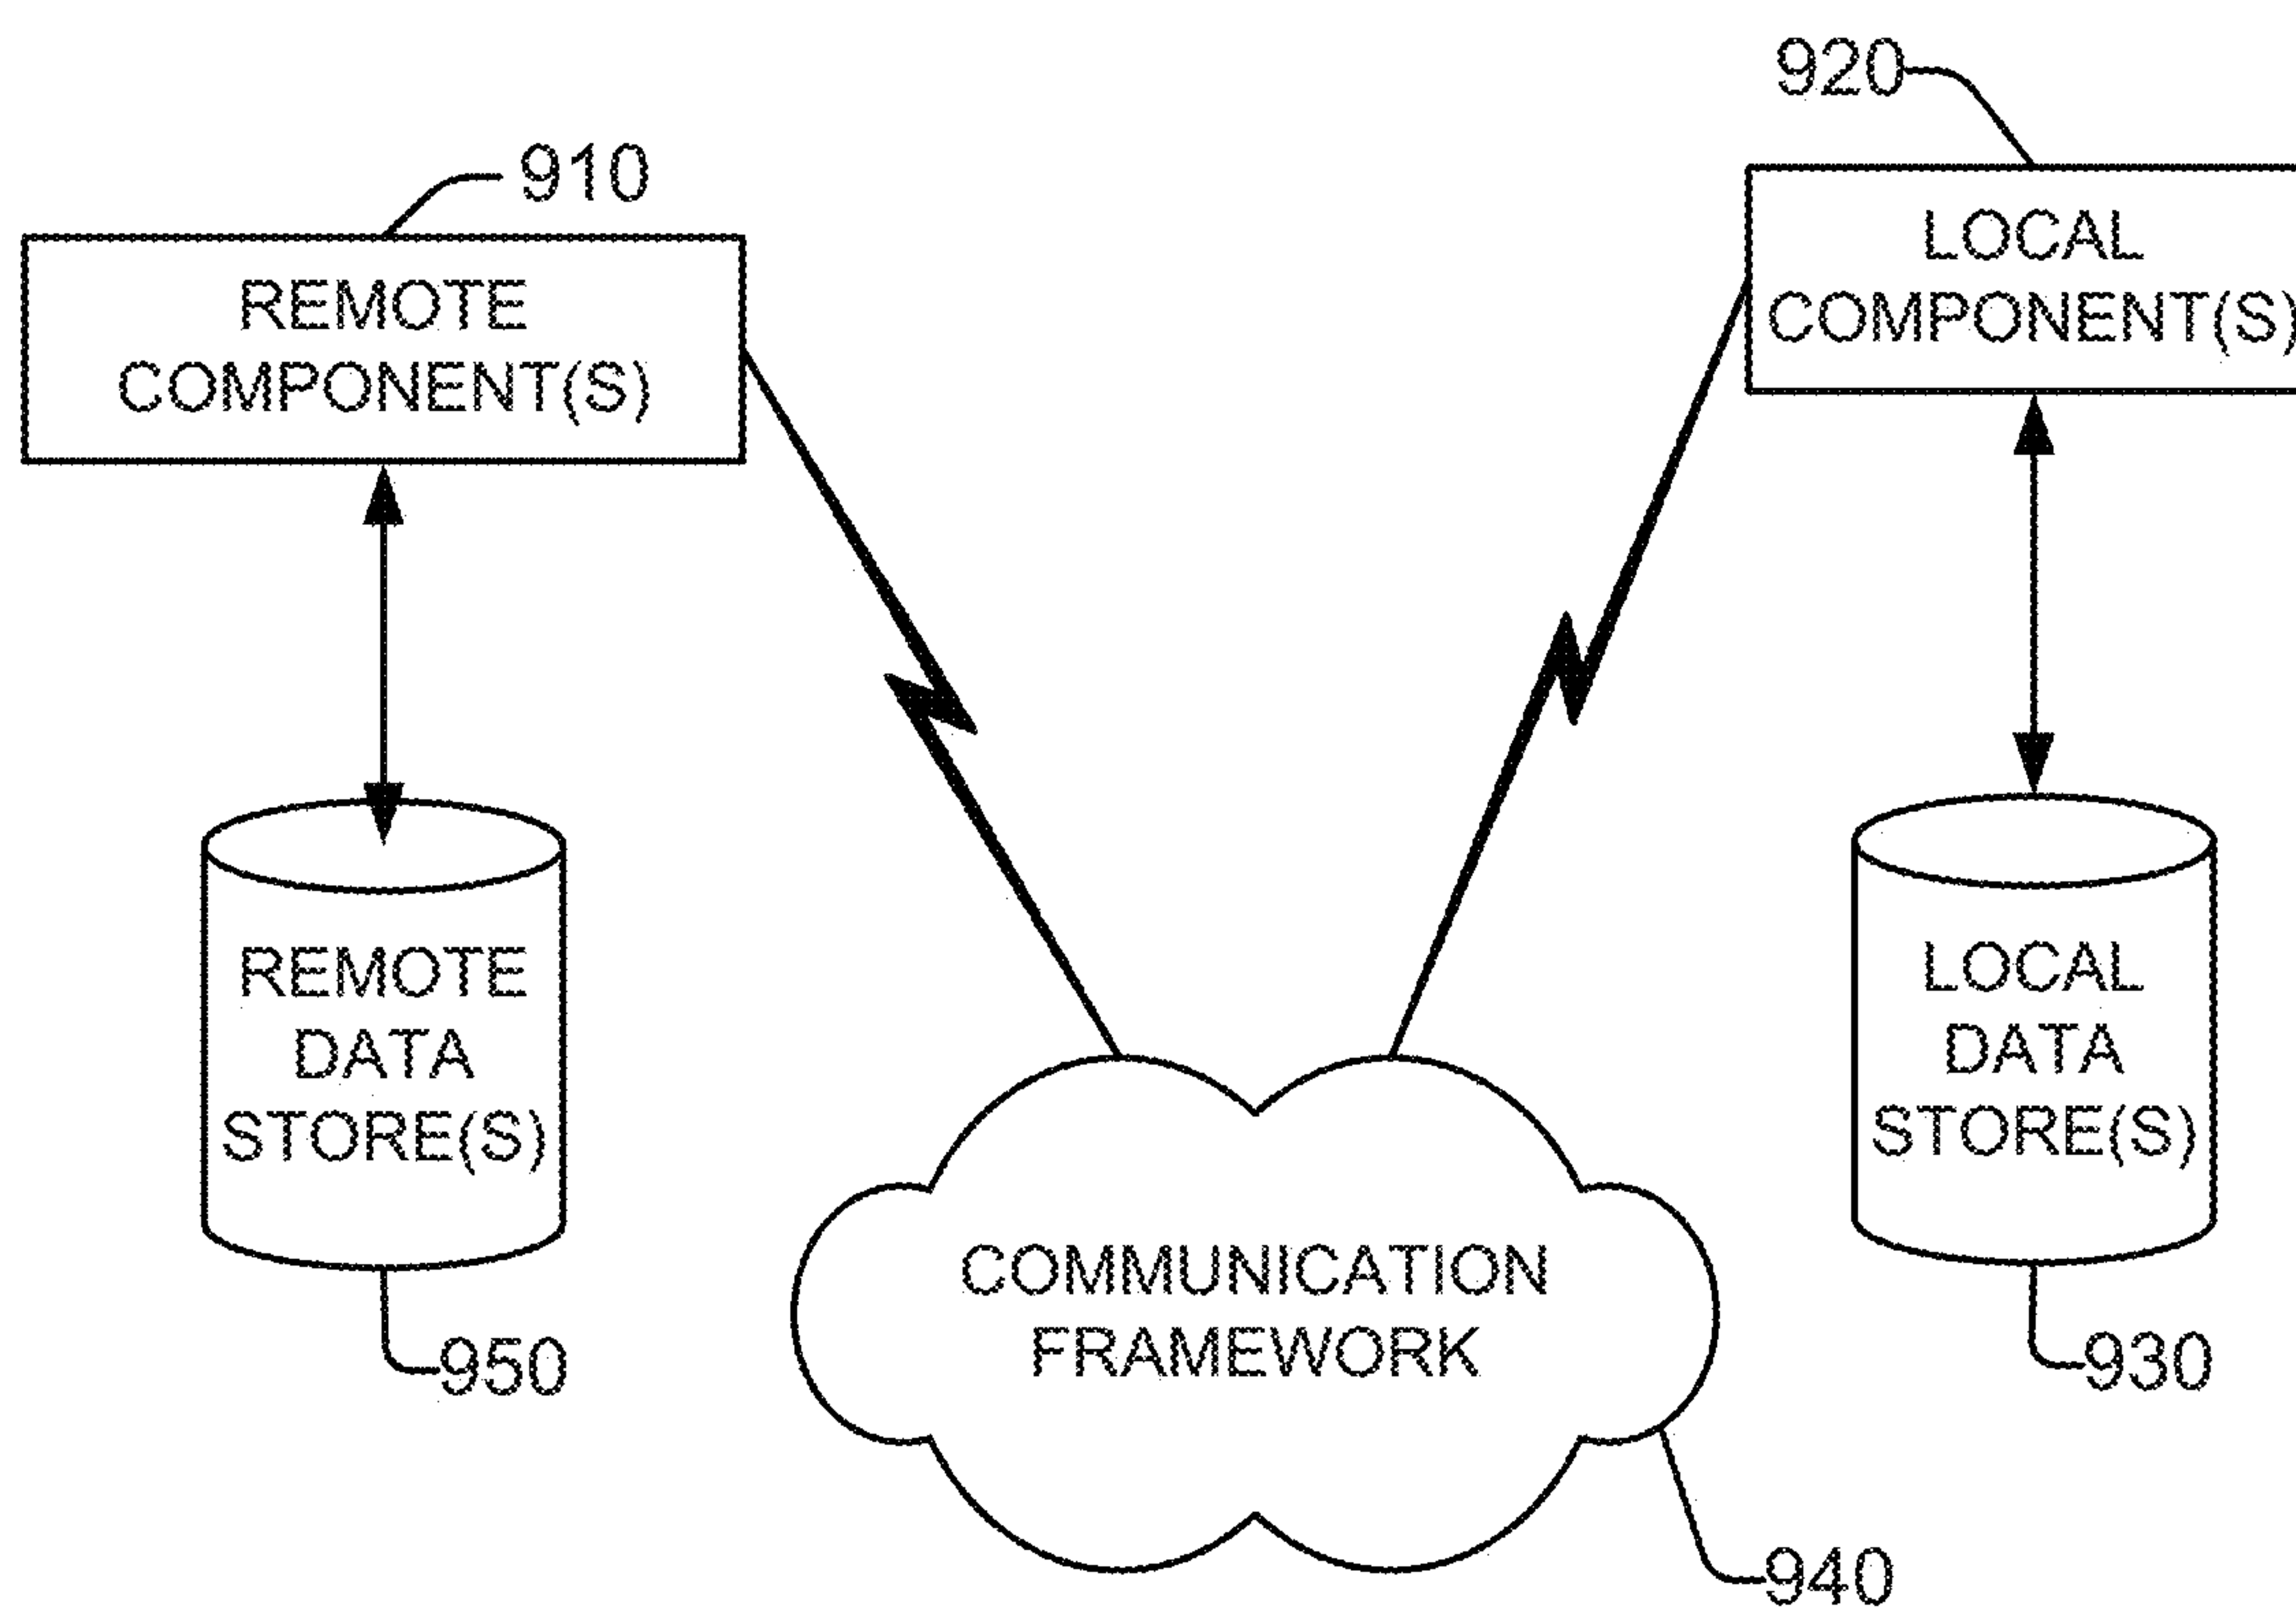 920
910
LOCAL
COMPONENT(S)
REMOTE
COMPONENT(S)
REMOTE
DATA
STORE(S)
LOCAL
DATA
STORE(S)
COMMUNICATION
FRAMEWORK
950
930
940